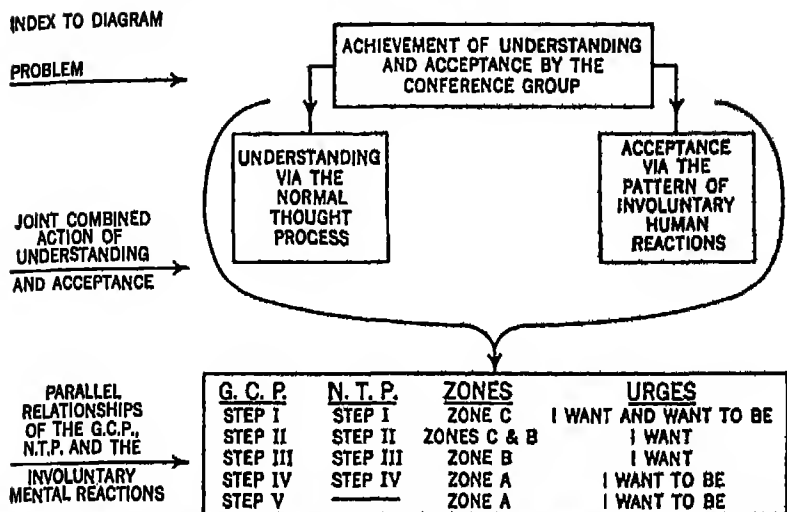 INDEX TO DIAGRAM
PROBLEM
ACHIEVEMENT OF UNDERSTANDING
AND ACCEPTANCE BY THE
CONFERENCE GROUP
UNDERSTANDING
VIA THE
NORMAL
THOUGHT
PROCESS
ACCEPTANCE
VIA THE
PATTERN OF
INVOLUNTARY
HUMAN
REACTIONS
JOINT COMBINED
ACTION OF
UNDERSTANDING
AND ACCEPTANCE
PARALLEL
RELATIONSHIPS
OF THE G.C.P.,
N.T.P. AND THE
INVOLUNTARY
MENTAL REACTIONS
G. C. P. N. T. P. ZONES URGES
STEP I STEP I ZONE C I WANT AND WANT TO BE
STEP II STEP II ZONES C & B I WANT
STEP III STEP III ZONE B I WANT
STEP IV STEP IV ZONE A I WANT TO BE
STEP V ——— ZONE A I WANT TO BE